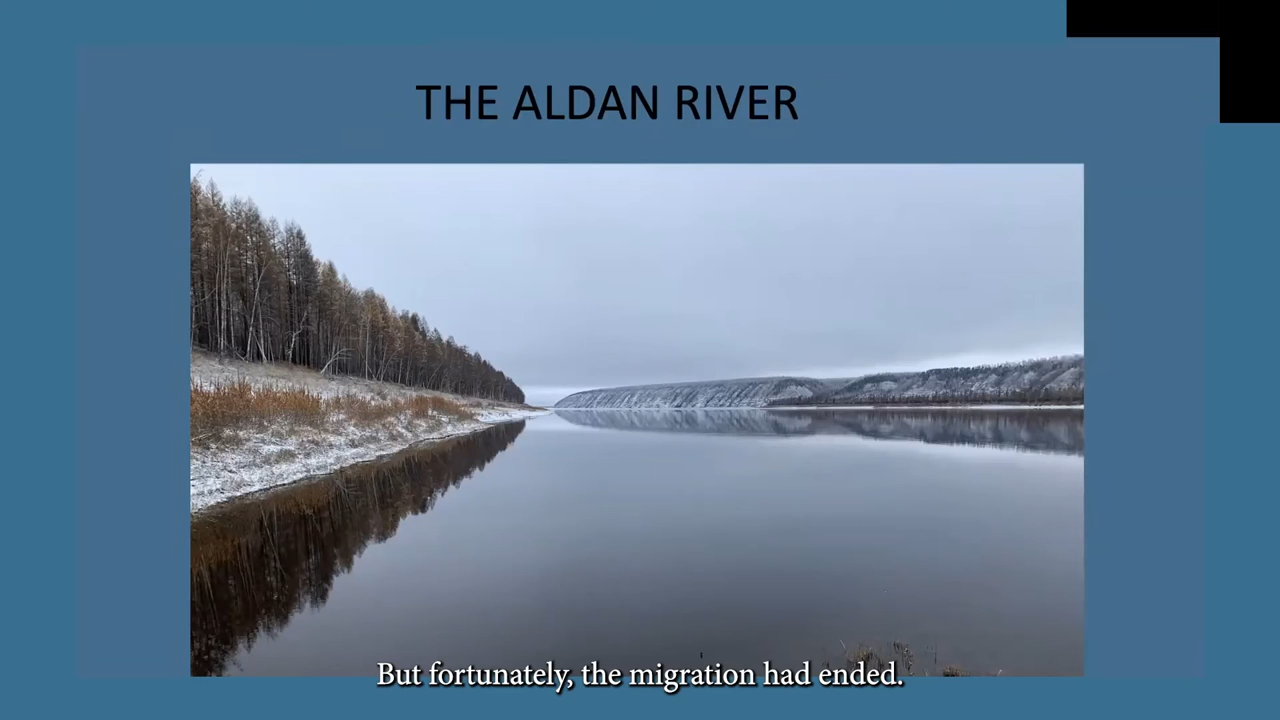 THE ALDAN RIVER
But fortunately, the migration had ended.